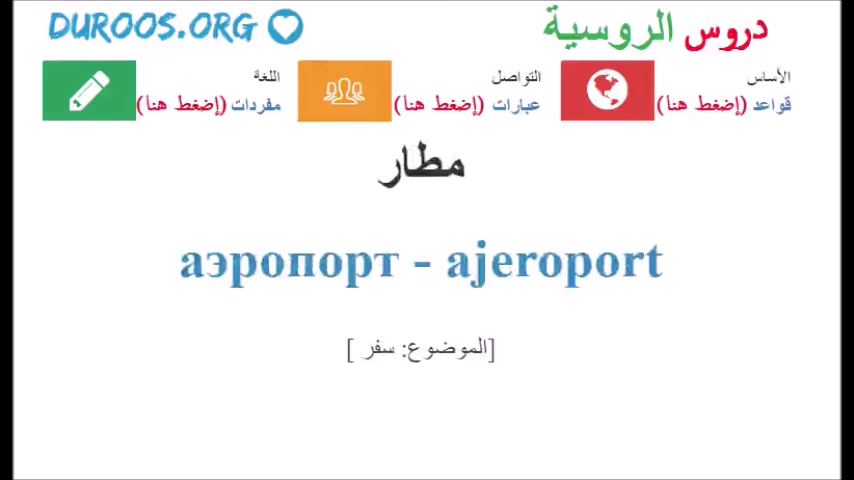 DUROOS.ORG
دروس الروسية
الأساس
قواعد (إضغط هنا)
التواصل
عبارات (إضغط هنا)
اللغة
مفردات (إضغط هنا)
مطار
аэропорт - ajeroport
[الموضوع: سفر ]